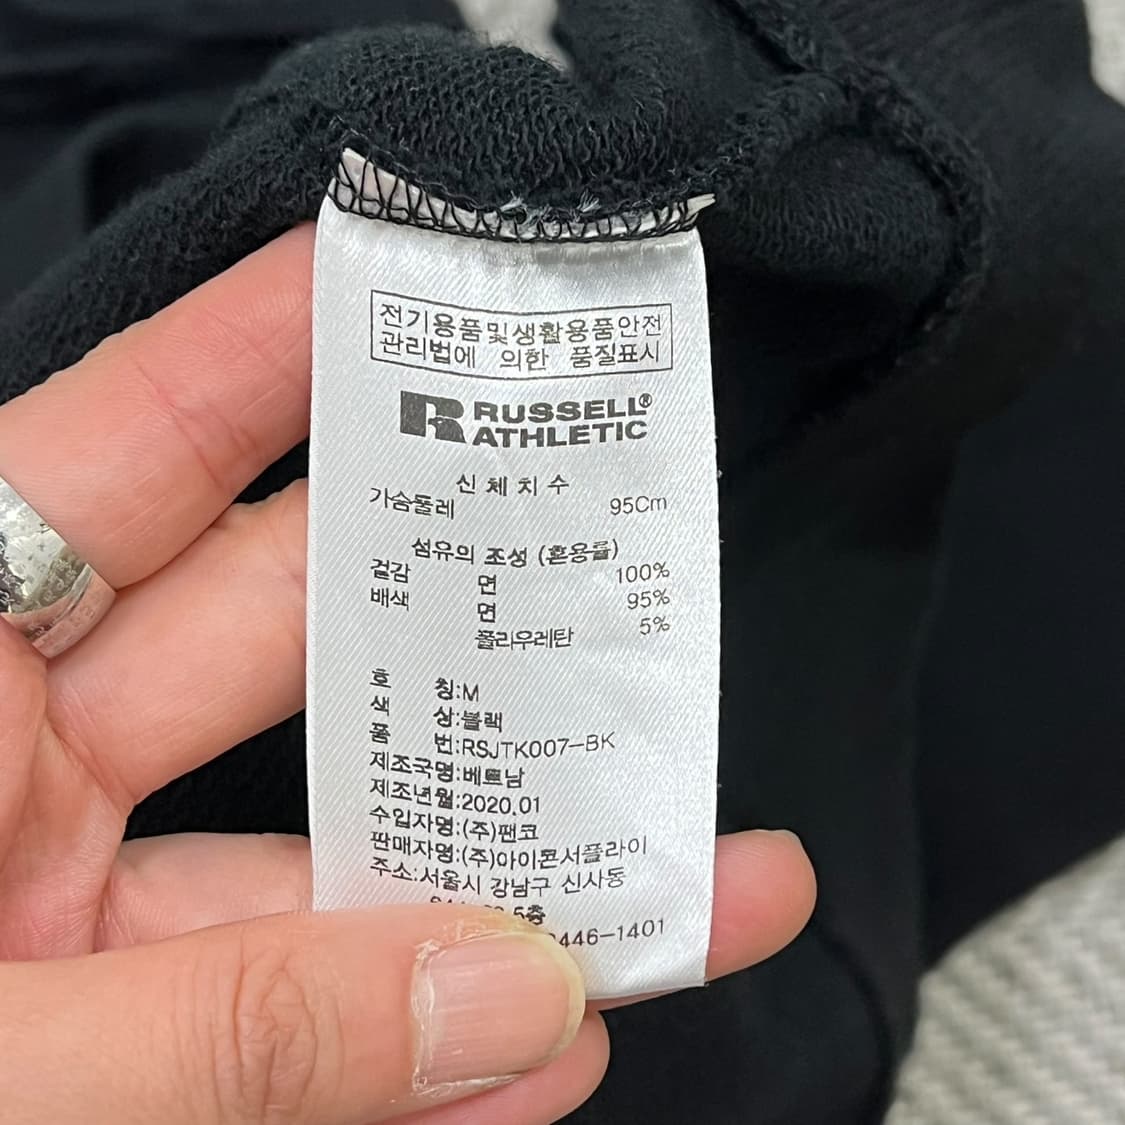 전기용품및생활용품안전
관리법에 의한 품질표시
RUSSELL®
ATHLETIC
신체치수
가슴둘레 95Cm
섬유의 조성 (혼용률)
겉감 면 100%
배색 면 95%
폴리우레탄 5%
호 칭:M
색 상:블랙
품 번:RSJTK007-BK
제조국명:베트남
제조년월:2020.01
수입자명:(주)팬코
판매자명:(주)아이콘서플라이
주소:서울시 강남구 신사동
5층
446-1401